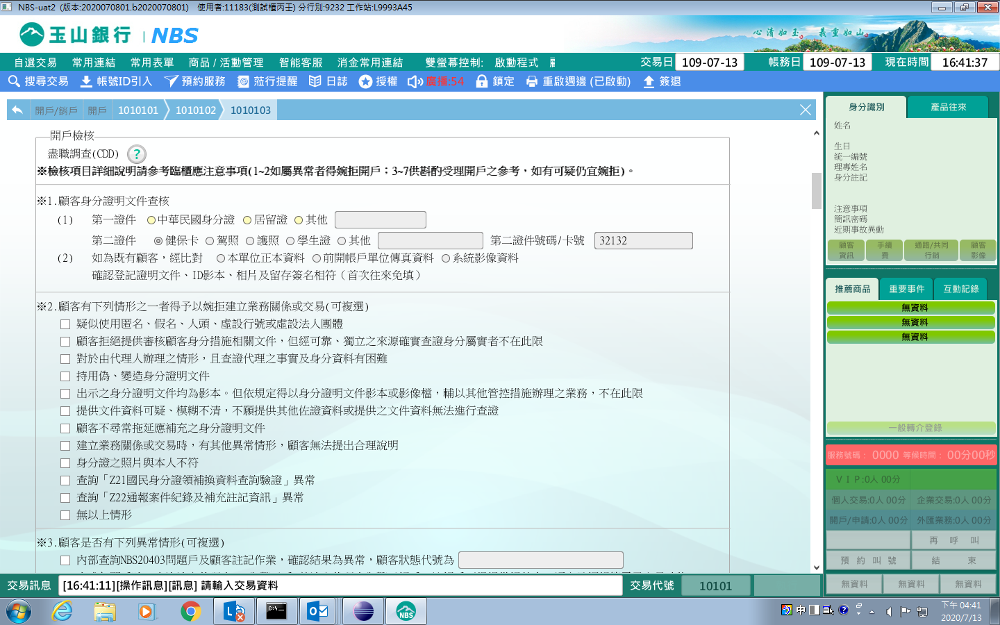 NBS-uat2 (版本:2020070801.b2020070801) 使用者:11183(測試櫃丙壬) 分行別:9232 工作站:L9993A45
玉山銀行 NBS
心清如玉 義重如山
自選交易 常用連結 常用表單 商品 / 活動管理 智能客服 消金常用連結 雙螢幕控制: 啟動程式 交易日 109-07-13 帳務日 109-07-13 現在時間 16:41:37
搜尋交易 帳號ID引入 預約服務 蒞行提醒 日誌 授權 廣播:54 鎖定 重啟週邊 (已啟動) 簽退
開戶/銷戶 開戶 1010101 1010102 1010103
開戶檢核
盡職調查(CDD) ?
※檢核項目詳細說明請參考臨櫃應注意事項(1~2如屬異常者得婉拒開戶；3~7供斟酌受理開戶之參考，如有可疑仍宜婉拒)。
※1.顧客身分證明文件查核
(1) 第一證件 中華民國身分證 居留證 其他
第二證件 健保卡 駕照 護照 學生證 其他 第二證件號碼/卡號 32132
(2) 如為既有顧客，經比對 本單位正本資料 前開帳戶單位傳真資料 系統影像資料
確認登記證明文件、ID影本、相片及留存簽名相符（首次往來免填）
※2.顧客有下列情形之一者得予以婉拒建立業務關係或交易(可複選)
疑似使用匿名、假名、人頭、虛設行號或虛設法人團體
顧客拒絕提供審核顧客身分措施相關文件，但經可靠、獨立之來源確實查證身分屬實者不在此限
對於由代理人辦理之情形，且查證代理之事實及身分資料有困難
持用偽、變造身分證明文件
出示之身分證明文件均為影本。但依規定得以身分證明文件影本或影像檔，輔以其他管控措施辦理之業務，不在此限
提供文件資料可疑、模糊不清，不願提供其他佐證資料或提供之文件資料無法進行查證
顧客不尋常拖延應補充之身分證明文件
建立業務關係或交易時，有其他異常情形，顧客無法提出合理說明
身分證之照片與本人不符
查詢「Z21國民身分證領補換資料查詢驗證」異常
查詢「Z22通報案件紀錄及補充註記資訊」異常
無以上情形
※3.顧客是否有下列異常情形(可複選)
內部查詢NBS20403問題戶及顧客註記作業，確認結果為異常，顧客狀態代號為
交易訊息 [16:41:11][操作訊息][訊息] 請輸入交易資料 交易代號 10101
身分識別 產品往來
姓名
生日
統一編號
理專姓名
身分註記
注意事項
簡訊密碼
近期事故異動
顧客資訊 手續費 通路/共同行銷 顧客影像
推薦商品 重要事件 互動記錄
無資料
無資料
無資料
一般轉介登錄
服務號碼： 0000 等候時間： 00分00秒
ＶＩＰ:0人 00分
個人交易:0人 00分 企業交易:0人 00分
開戶/申請:0人 00分 外匯業務:0人 00分
再 呼 叫
預 約 叫 號 結 束
無資料 無資料 無資料
中
NBS
下午 04:41
2020/7/13